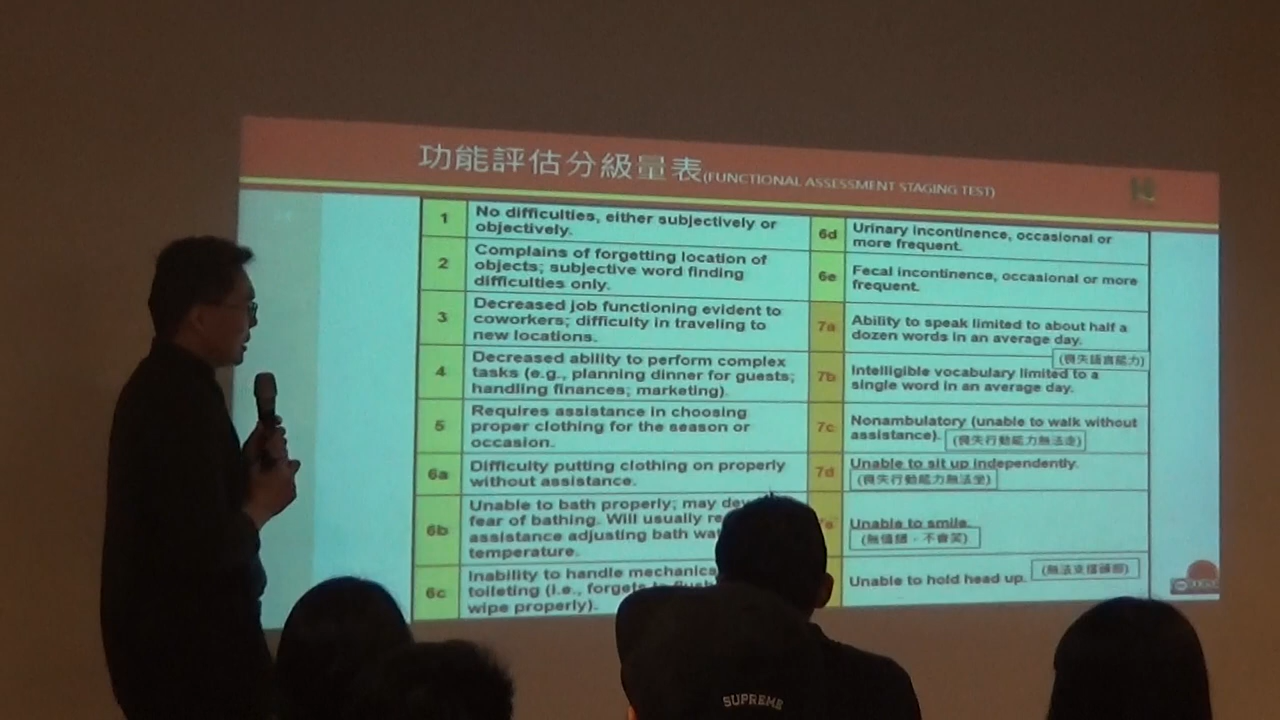 功能評估分級量表(FUNCTIONAL ASSESSMENT STAGING TEST)
1
No difficulties, either subjectively or
objectively.
2
Complains of forgetting location of
objects; subjective word finding
difficulties only.
3
Decreased job functioning evident to
coworkers; difficulty in traveling to
new locations.
4
Decreased ability to perform complex
tasks (e.g., planning dinner for guests;
handling finances; marketing).
5
Requires assistance in choosing
proper clothing for the season or
occasion.
6a
Difficulty putting clothing on properly
without assistance.
6b
Unable to bath properly; may
fear of bathing. Will usually
assistance adjusting bath
temperature.
6c
Inability to handle
toileting (i.e., forgets
wipe properly).
6d
Urinary incontinence, occasional or
more frequent.
6e
Fecal incontinence, occasional or more
frequent.
7a
Ability to speak limited to about half a
dozen words in an average day.
(喪失語言能力)
7b
Intelligible vocabulary limited to a
single word in an average day.
7c
Nonambulatory (unable to walk without
assistance). (喪失行動能力無法走)
7d
Unable to sit up independently.
(喪失行動能力無法坐)
Unable to smile.
Unable to hold head up.
(無法支撐頭部)
SUPREME